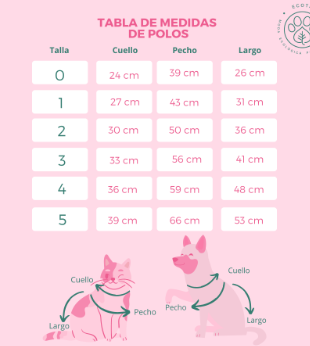 TABLA DE MEDIDAS
DE POLOS
Talla Cuello Pecho Largo
0 24 cm 39 cm 26 cm
1 27 cm 43 cm 31 cm
2 30 cm 50 cm 36 cm
3 33 cm 56 cm 41 cm
4 36 cm 59 cm 48 cm
5 39 cm 66 cm 53 cm
Cuello
Pecho
Largo
Cuello
Pecho
Largo